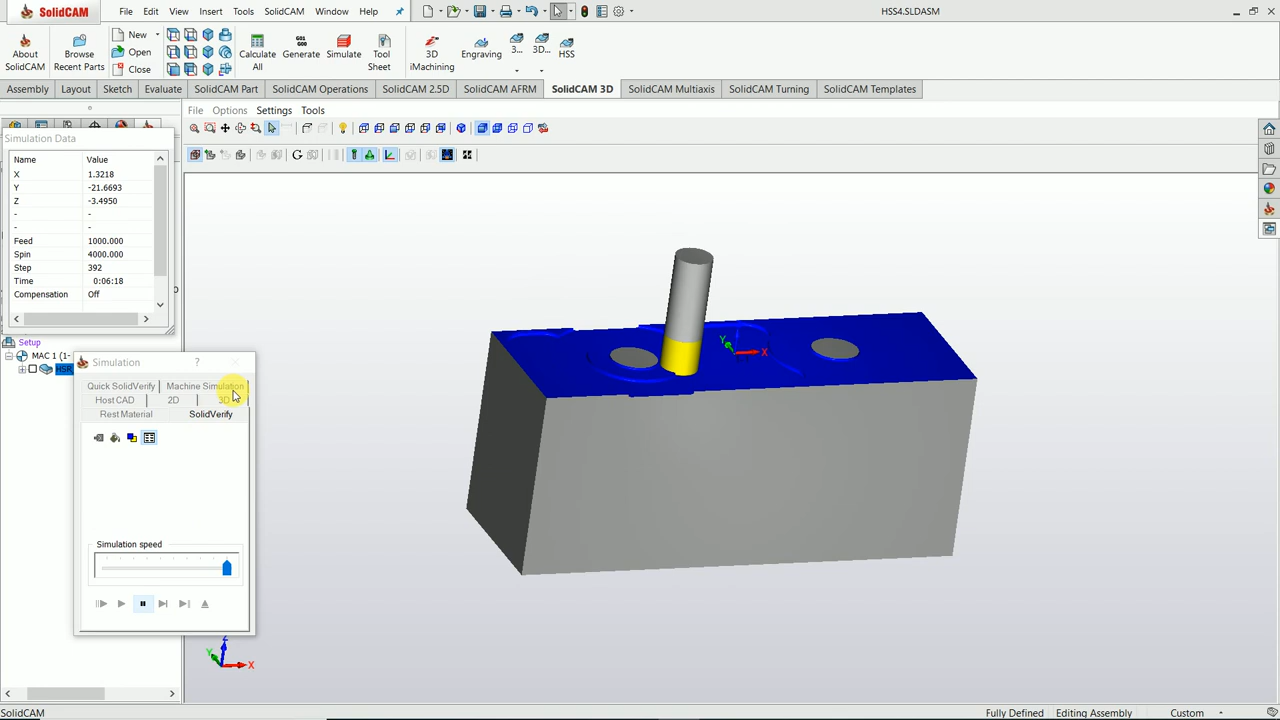 SolidCAM
File Edit View Insert Tools SolidCAM Window Help
HSS4.SLDASM
About SolidCAM
Browse Recent Parts
New
Open
Close
Calculate All
Generate
Simulate
Tool Sheet
3D iMachining
Engraving
3...
3D...
HSS
G01
G00
Assembly Layout Sketch Evaluate SolidCAM Part SolidCAM Operations SolidCAM 2.5D SolidCAM AFRM SolidCAM 3D SolidCAM Multiaxis SolidCAM Turning SolidCAM Templates
File Options Settings Tools
Simulation Data
Name Value
X 1.3218
Y -21.6693
Z -3.4950
- -
- -
Feed 1000.000
Spin 4000.000
Step 392
Time 0:06:18
Compensation Off
Setup
MAC 1 (1-
Simulation ?
Quick SolidVerify Machine Simulation
Host CAD 2D 3D
Rest Material SolidVerify
Simulation speed
Y X
Z
Y X
SolidCAM
Fully Defined Editing Assembly Custom